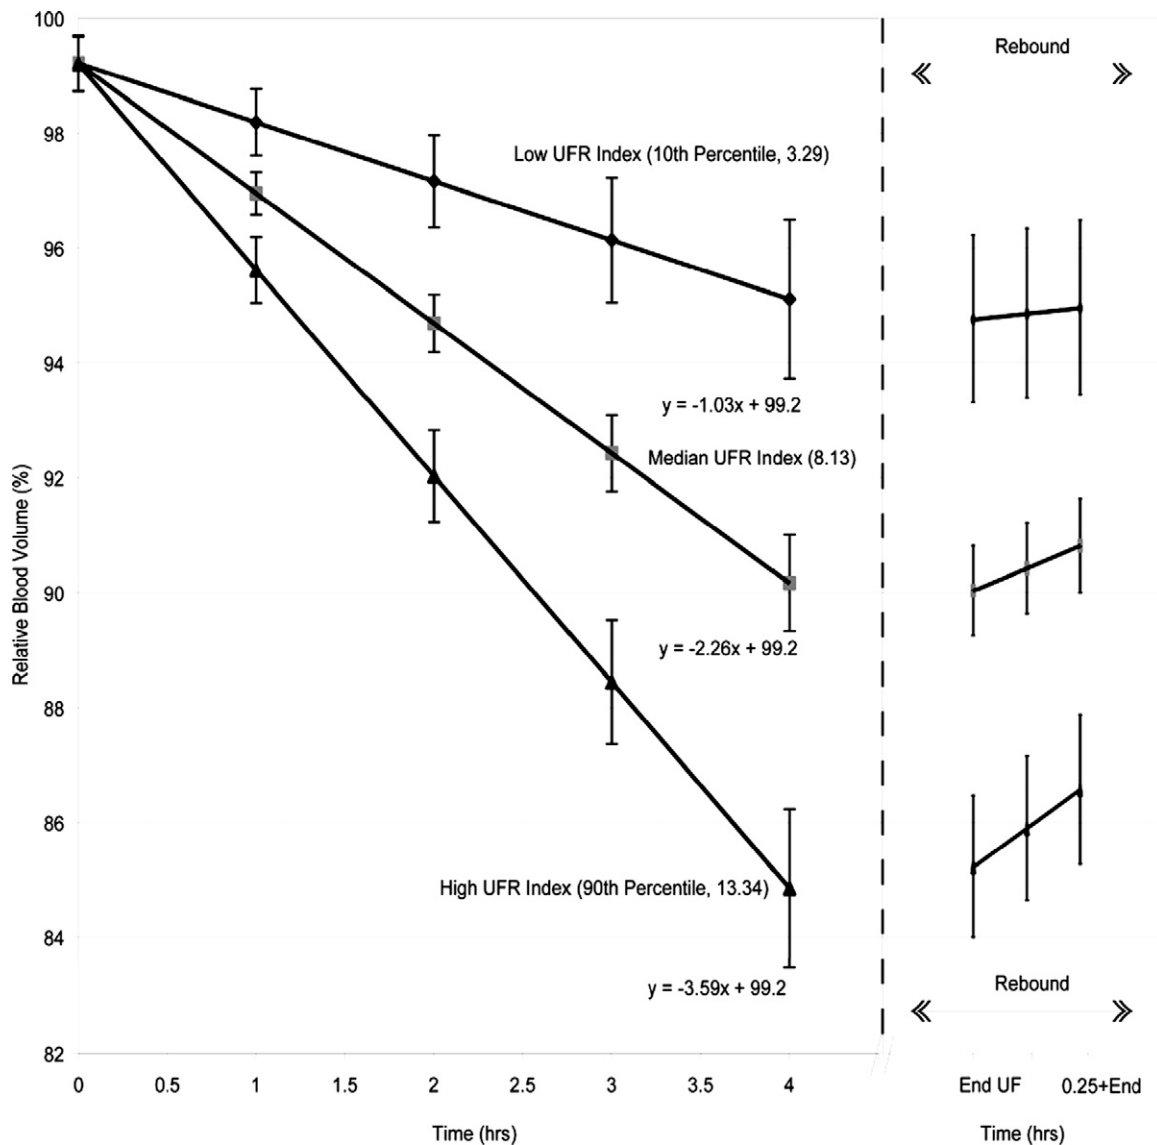 100
98
96
94
92
90
88
86
84
82
Relative Blood Volume (%)
Low UFR Index (10th Percentile, 3.29)
y = -1.03x + 99.2
Median UFR Index (8.13)
y = -2.26x + 99.2
High UFR Index (90th Percentile, 13.34)
y = -3.59x + 99.2
0 0.5 1 1.5 2 2.5 3 3.5 4
Time (hrs)
Rebound
Rebound
End UF 0.25+End
Time (hrs)